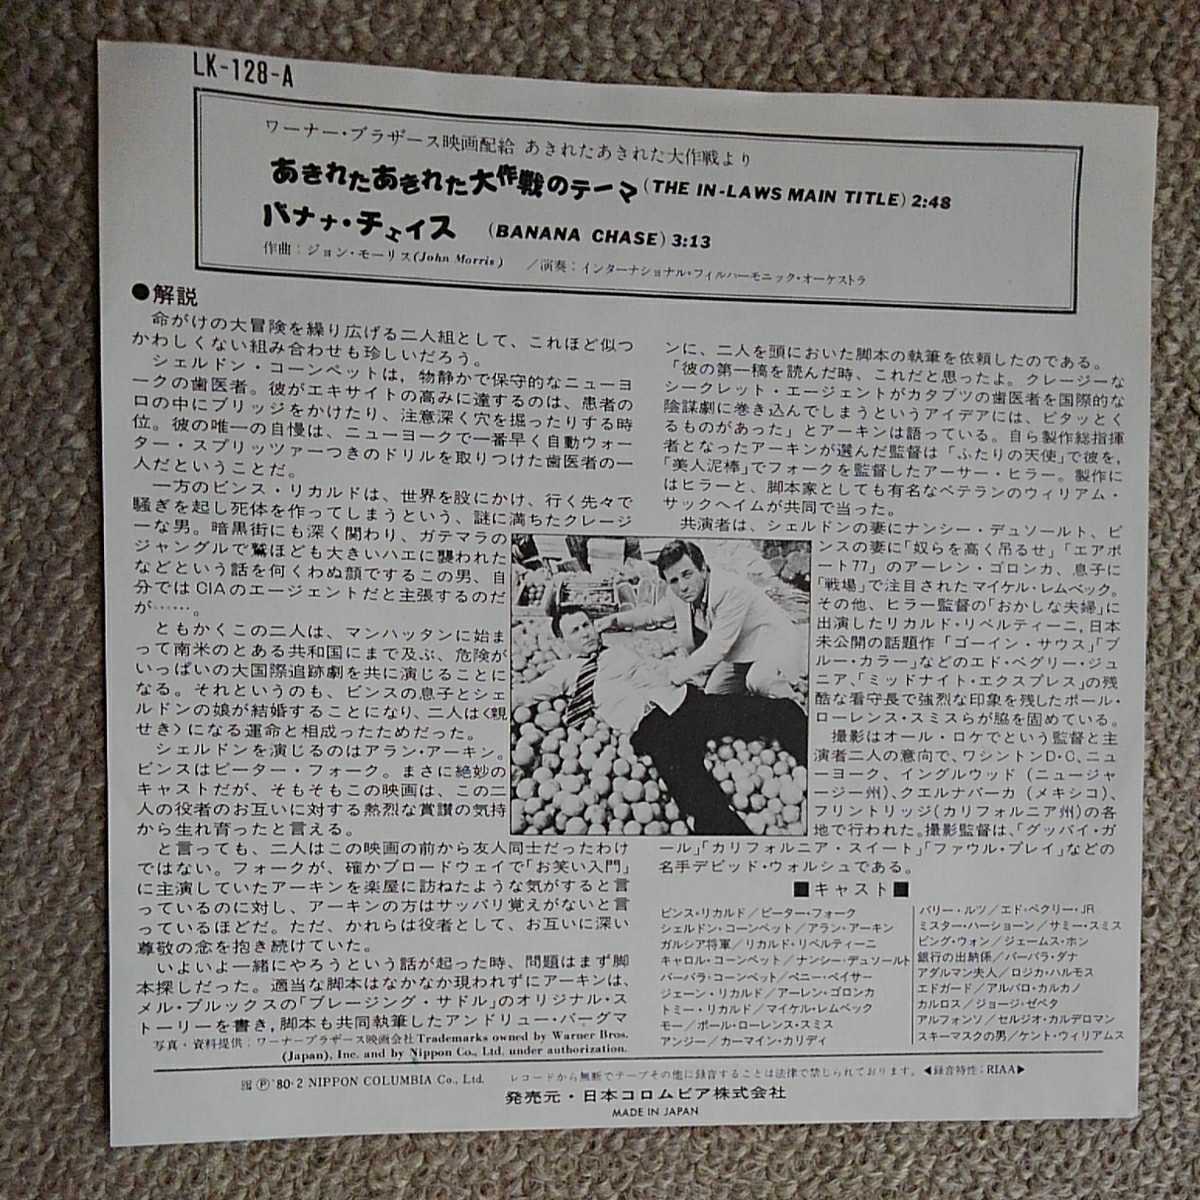 LK-128-A
ワーナー・ブラザース映画配給 あきれたあきれた大作戦より
あきれたあきれた大作戦のテーマ(THE IN-LAWS MAIN TITLE)2:48
バナナ・チェイス (BANANA CHASE)3:13
作曲:ジョン・モーリス(John Morris) /演奏:インターナショナル・フィルハーモニック・オーケストラ
●解説
命がけの大冒険を繰り広げる二人組として、これほど似つ
かわしくない組み合わせも珍しいだろう。
シェルドン・コーンペットは、物静かで保守的なニューヨ
ークの歯医者。彼がエキサイトの高みに達するのは、患者の
口の中にブリッジをかけたり、注意深く穴を掘ったりする時
位。彼の唯一の自慢は、ニューヨークで一番早く自動ウォー
ター・スプリッツァーつきのドリルを取りつけた歯医者の一
人だということだ。
一方のビンス・リカルドは、世界を股にかけ、行く先々で
騒ぎを起し死体を作ってしまうという、謎に満ちたクレージ
ーな男。暗黒街にも深く関わり、ガテマラの
ジャングルで鷲ほども大きいハエに襲われた
などという話を何くわぬ顔でするこの男、自
分ではCIAのエージェントだと主張するのだ
が……。
ともかくこの二人は、マンハッタンに始ま
って南米のとある共和国にまで及ぶ、危険が
いっぱいの大国際追跡劇を共に演じることに
なる。それというのも、ビンスの息子とシェ
ルドンの娘が結婚することになり、二人は〈親
せき〉になる運命と相成ったためだった。
シェルドンを演じるのはアラン・アーキン。
ビンスはピーター・フォーク。まさに絶妙の
キャストだが、そもそもこの映画は、この二
人の役者のお互いに対する熱烈な賞讃の気持
から生れ育ったと言える。
と言っても、二人はこの映画の前から友人同士だったわけ
ではない。フォークが、確かブロードウェイで「お笑い入門」
に主演していたアーキンを楽屋に訪ねたような気がすると言
っているのに対し、アーキンの方はサッパリ覚えがないと言
っているほどだ。ただ、かれらは役者として、お互いに深い
尊敬の念を抱き続けていた。
いよいよ一緒にやろうという話が起った時、問題はまず脚
本探しだった。適当な脚本はなかなか現われずにアーキンは、
メル・ブルックスの「ブレージング・サドル」のオリジナル・ス
トーリーを書き,脚本も共同執筆したアンドリュー・バーグマ
ンに、二人を頭においた脚本の執筆を依頼したのである。
「彼の第一稿を読んだ時、これだと思ったよ。クレージーな
シークレット・エージェントがカタブツの歯医者を国際的な
陰謀劇に巻き込んでしまうというアイデアには、ピタッとく
るものがあった」とアーキンは語っている。自ら製作総指揮
者となったアーキンが選んだ監督は「ふたりの天使」で彼を,
「美人泥棒」でフォークを監督したアーサー・ヒラー。製作に
はヒラーと、脚本家としても有名なベテランのウィリアム・
サックヘイムが共同で当った。
共演者は、シェルドンの妻にナンシー・デュソールト、ビ
ンスの妻に「奴らを高く吊るせ」「エアポ
ート77」のアーレン・ゴロンカ、息子に
「戦場」で注目されたマイケル・レムベック。
その他、ヒラー監督の「おかしな夫婦」に
出演したリカルド・リベルティーニ,日本
未公開の話題作「ゴーイン・サウス」「ブ
ルー・カラー」などのエド・ベグリー・ジュ
ニア、「ミッドナイト・エクスプレス」の残
酷な看守長で強烈な印象を残したポール・
ローレンス・スミスらが脇を固めている。
撮影はオール・ロケでという監督と主
演者二人の意向で、ワシントンD・C、ニュ
ーヨーク、イングルウッド(ニュージャ
ージー州)、クエルナバーカ(メキシコ)、
フリントリッジ(カリフォルニア州)の各
地で行われた。撮影監督は、「グッバイ・ガ
ール」「カリフォルニア・スイート」「ファウル・プレイ」などの
名手デビッド・ウォルシュである。
■キャスト■
ビンス・リカルド/ピーター・フォーク
シェルドン・コーンペット/アラン・アーキン
ガルシア将軍/リカルド・リベルティーニ
キャロル・コーンペット/ナンシー・デュソールト
バーバラ・コーンペット/ペニー・ペイサー
ジェーン・リカルド/アーレン・ゴロンカ
トミー・リカルド/マイケル・レムベック
モー/ポール・ローレンス・スミス
アンジー/カーマイン・カリディ
バリー・ルツ/エド・ベグリー・JR
ミスター・ハーショーン/サミー・スミス
ビング・ウォン/ジェームス・ホン
銀行の出納係/バーバラ・ダナ
アダルマン夫人/ロジカ・ハルモス
エドガード/アルバロ・カルカノ
カルロス/ジョージ・ゼペタ
アルフォンソ/セルジオ・カルデロマン
スキーマスクの男/ケント・ウィリアムス
写真・資料提供:ワーナーブラザース映画会社Trademarks owned by Warner Bros.
(Japan), Inc. and by Nippon Co., Ltd. under authorization.
Ⓟ'80・2 NIPPON COLUMBIA Co., Ltd. レコードから無断でテープその他に録音することは法律で禁じられております。◀録音特性:RIAA▶
発売元・日本コロムビア株式会社
MADE IN JAPAN